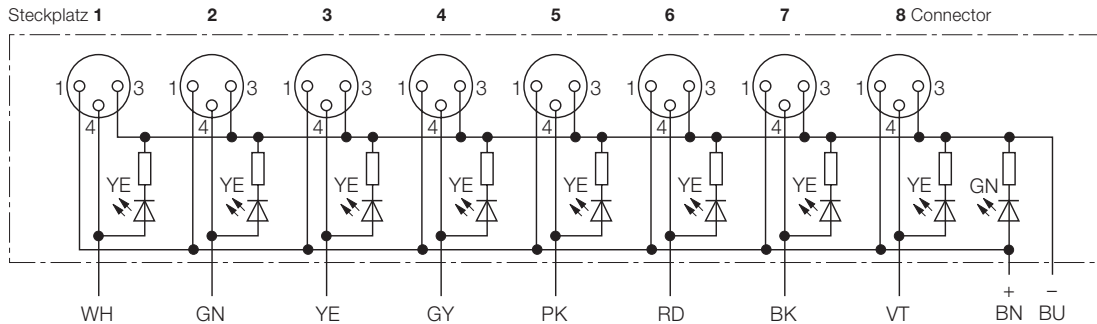 Steckplatz 1 2 3 4 5 6 7 8 Connector
1 3 1 3 1 3 1 3 1 3 1 3 1 3 1 3
4 4 4 4 4 4 4 4
YE YE YE YE YE YE YE YE GN
+ −
WH GN YE GY PK RD BK VT BN BU